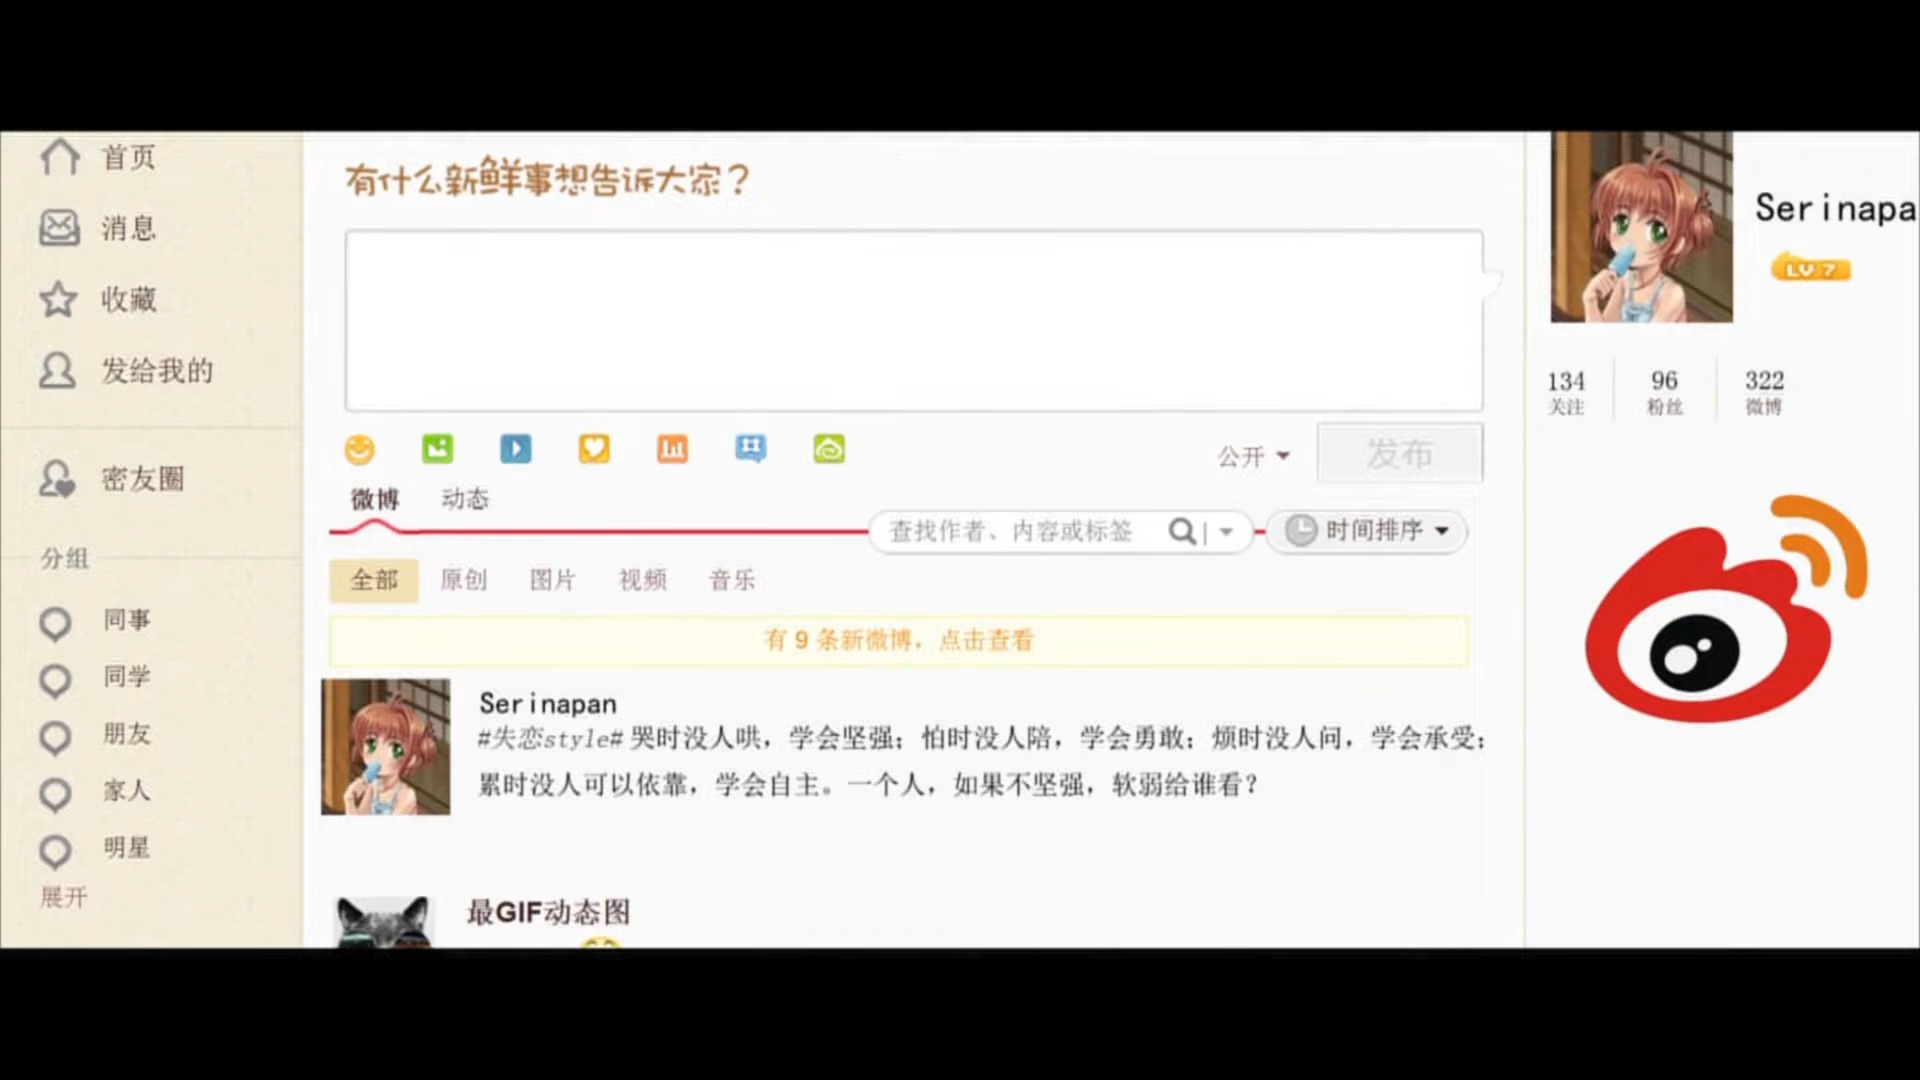 首页
消息
收藏
发给我的
密友圈
分组
同事
同学
朋友
家人
明星
展开
有什么新鲜事想告诉大家?
公开
发布
微博 动态
查找作者、内容或标签
时间排序
全部 原创 图片 视频 音乐
有 9 条新微博，点击查看
Serinapan
#失恋style# 哭时没人哄，学会坚强；怕时没人陪，学会勇敢；烦时没人问，学会承受；
累时没人可以依靠，学会自主。一个人，如果不坚强，软弱给谁看?
最GIF动态图
Serinapa
LV 7
134 96 322
关注 粉丝 微博